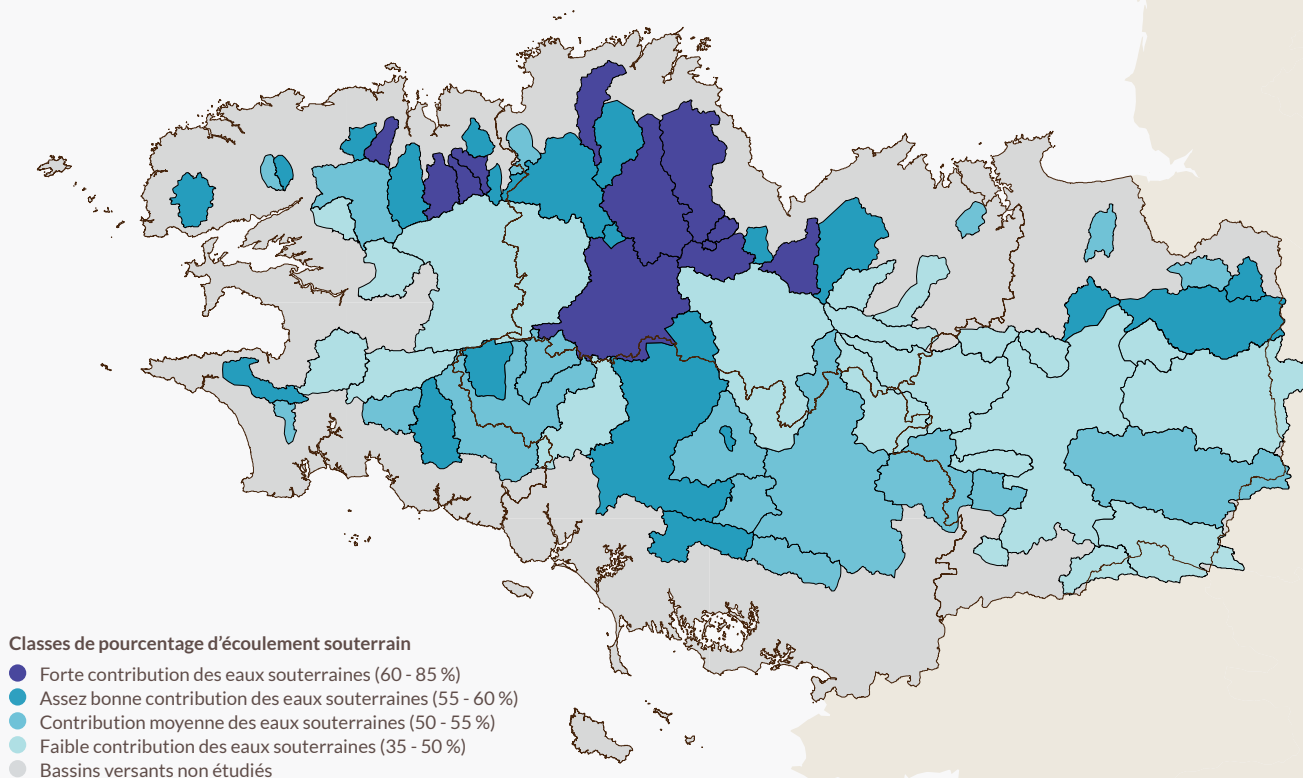 Classes de pourcentage d'écoulement souterrain
Forte contribution des eaux souterraines (60 - 85 %)
Assez bonne contribution des eaux souterraines (55 - 60 %)
Contribution moyenne des eaux souterraines (50 - 55 %)
Faible contribution des eaux souterraines (35 - 50 %)
Bassins versants non étudiés